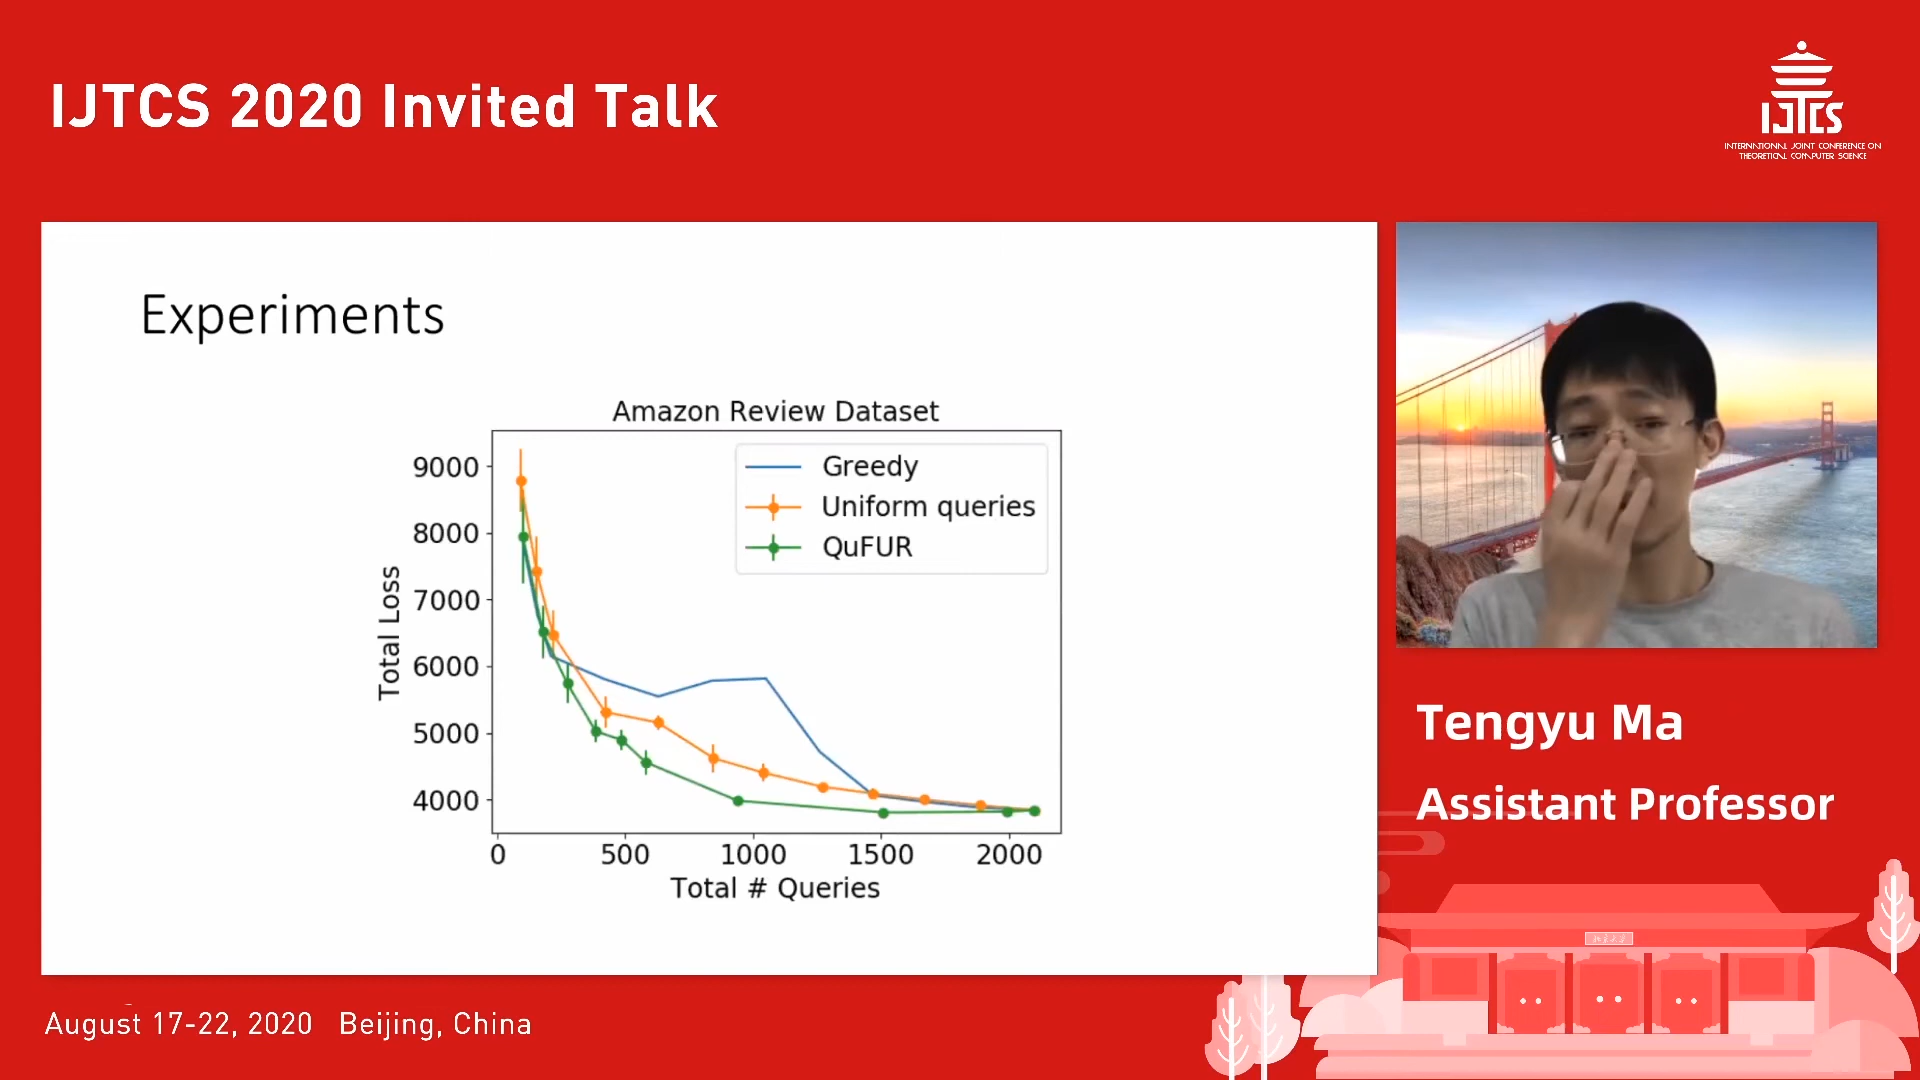 IJTCS 2020 Invited Talk
IJTCS
INTERNATIONAL JOINT CONFERENCE ON
THEORETICAL COMPUTER SCIENCE
Experiments
Amazon Review Dataset
Greedy
Uniform queries
QuFUR
Total Loss
9000
8000
7000
6000
5000
4000
0 500 1000 1500 2000
Total # Queries
Tengyu Ma
Assistant Professor
August 17-22, 2020 Beijing, China